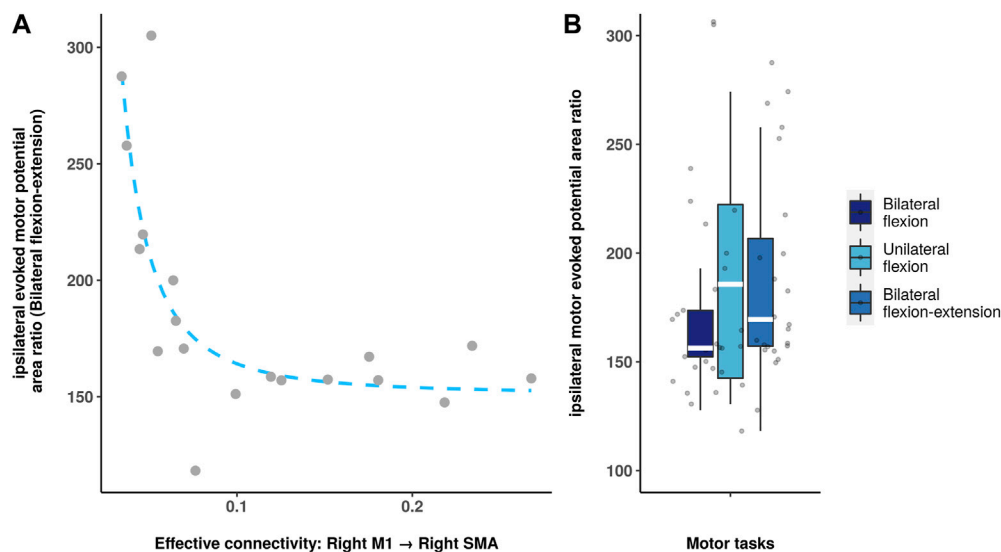 A
ipsilateral evoked motor potential
area ratio (Bilateral flexion-extension)
300
250
200
150
0.1
0.2
Effective connectivity: Right M1 → Right SMA
B
ipsilateral motor evoked potential area ratio
300
250
200
150
100
Motor tasks
Bilateral
flexion
Unilateral
flexion
Bilateral
flexion-extension